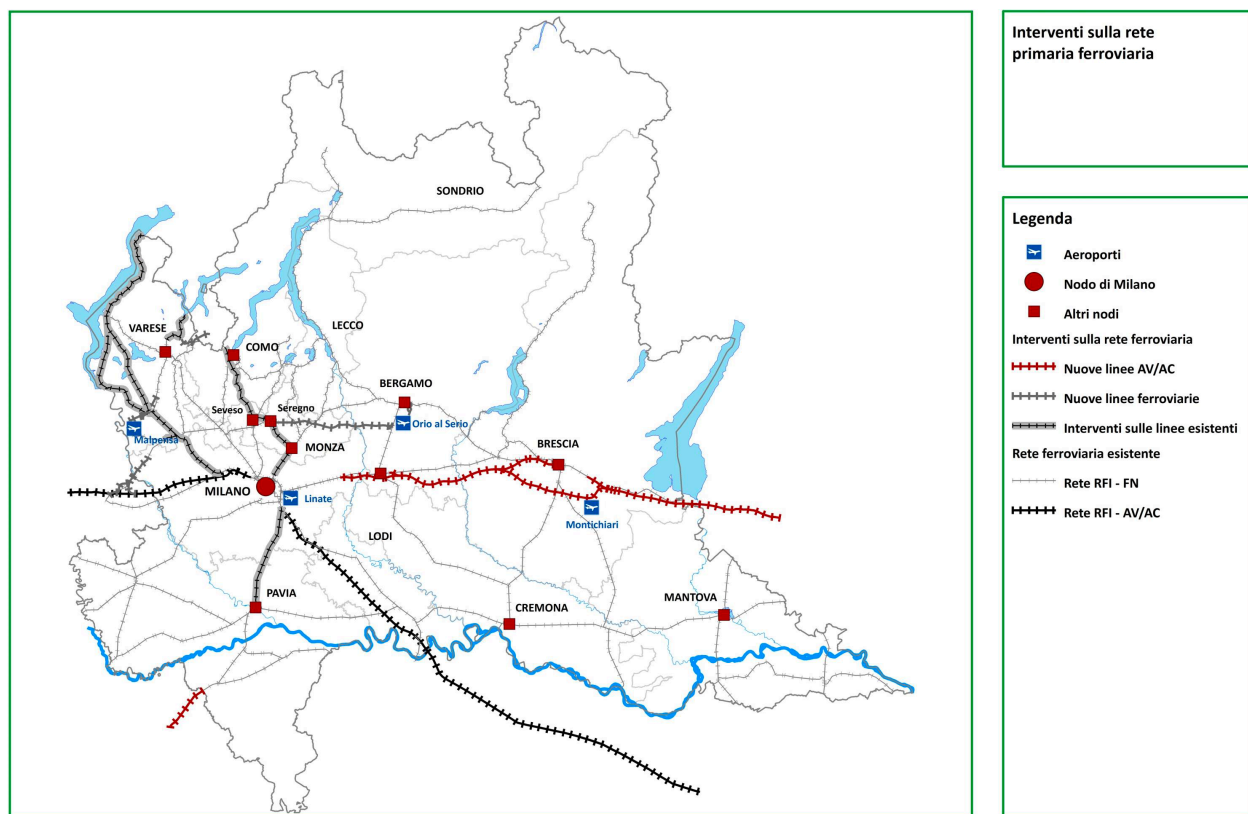 Interventi sulla rete
primaria ferroviaria
SONDRIO
LECCO
VARESE
COMO
BERGAMO
Seveso
Seregno
Orio al Serio
Malpensa
MONZA
BRESCIA
MILANO
Linate
Montichiari
LODI
PAVIA
CREMONA
MANTOVA
Legenda
Aeroporti
Nodo di Milano
Altri nodi
Interventi sulla rete ferroviaria
Nuove linee AV/AC
Nuove linee ferroviarie
Interventi sulle linee esistenti
Rete ferroviaria esistente
Rete RFI - FN
Rete RFI - AV/AC